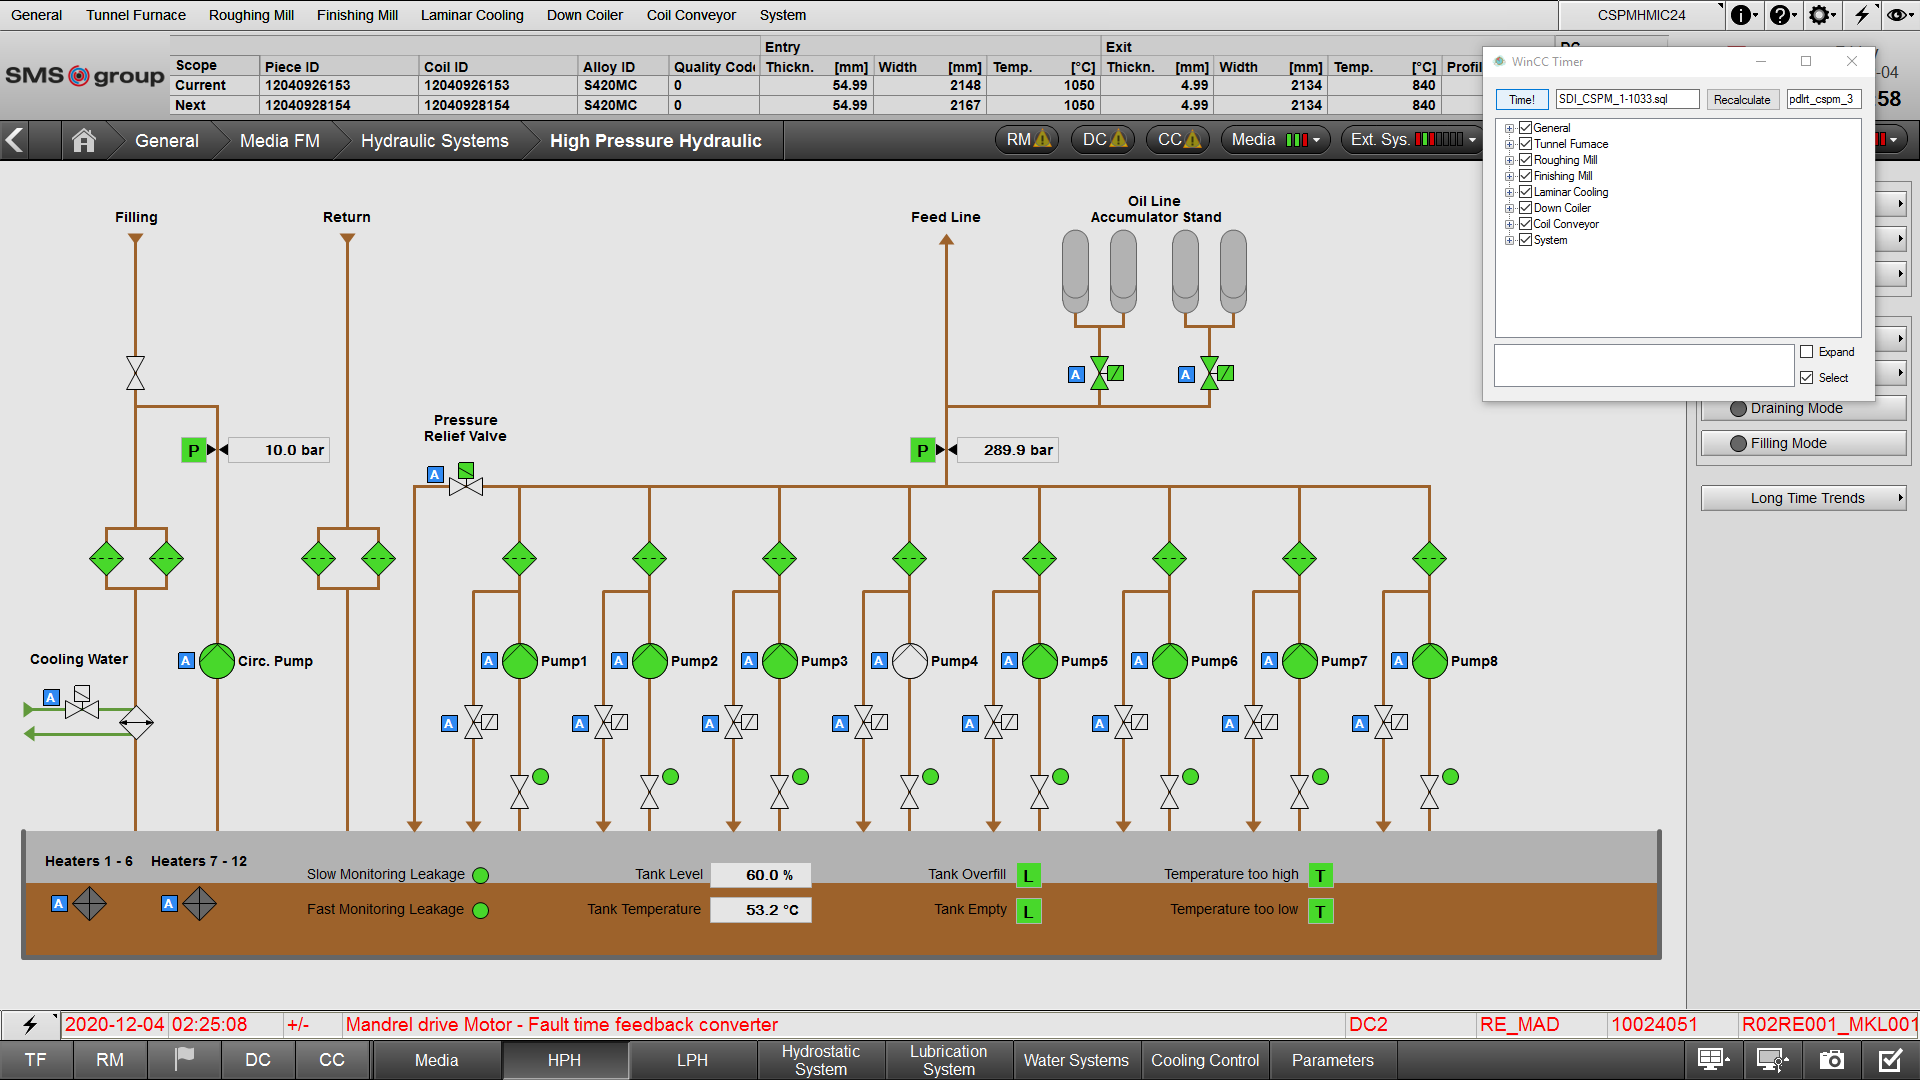 General Tunnel Furnace Roughing Mill Finishing Mill Laminar Cooling Down Coiler Coil Conveyor System CSPMHMIC24
SMS group
Entry Exit
Scope Piece ID Coil ID Alloy ID Quality Code Thickn. [mm] Width [mm] Temp. [°C] Thickn. [mm] Width [mm] Temp. [°C] Profil
Current 12040926153 12040926153 S420MC 0 54.99 2148 1050 4.99 2134 840
Next 12040928154 12040928154 S420MC 0 54.99 2167 1050 4.99 2134 840
-04
58
General Media FM Hydraulic Systems High Pressure Hydraulic RM DC CC Media Ext. Sys.
WinCC Timer
Time! SDI_CSPM_1-1033.sql Recalculate pdlrt_cspm_3
General
Tunnel Furnace
Roughing Mill
Finishing Mill
Laminar Cooling
Down Coiler
Coil Conveyor
System
Expand
Select
Draining Mode
Filling Mode
Long Time Trends
Filling Return Feed Line
Oil Line
Accumulator Stand
A A
Pressure
Relief Valve
P 10.0 bar
P 289.9 bar
A
Cooling Water
A
A Circ. Pump A Pump1 A Pump2 A Pump3 A Pump4 A Pump5 A Pump6 A Pump7 A Pump8
A A A A A A A A
Heaters 1 - 6 Heaters 7 - 12
A A
Slow Monitoring Leakage Tank Level 60.0 % Tank Overfill L Temperature too high T
Fast Monitoring Leakage Tank Temperature 53.2 °C Tank Empty L Temperature too low T
2020-12-04 02:25:08 +/- Mandrel drive Motor - Fault time feedback converter DC2 RE_MAD 10024051 R02RE001_MKL001
TF RM DC CC Media HPH LPH Hydrostatic System Lubrication System Water Systems Cooling Control Parameters